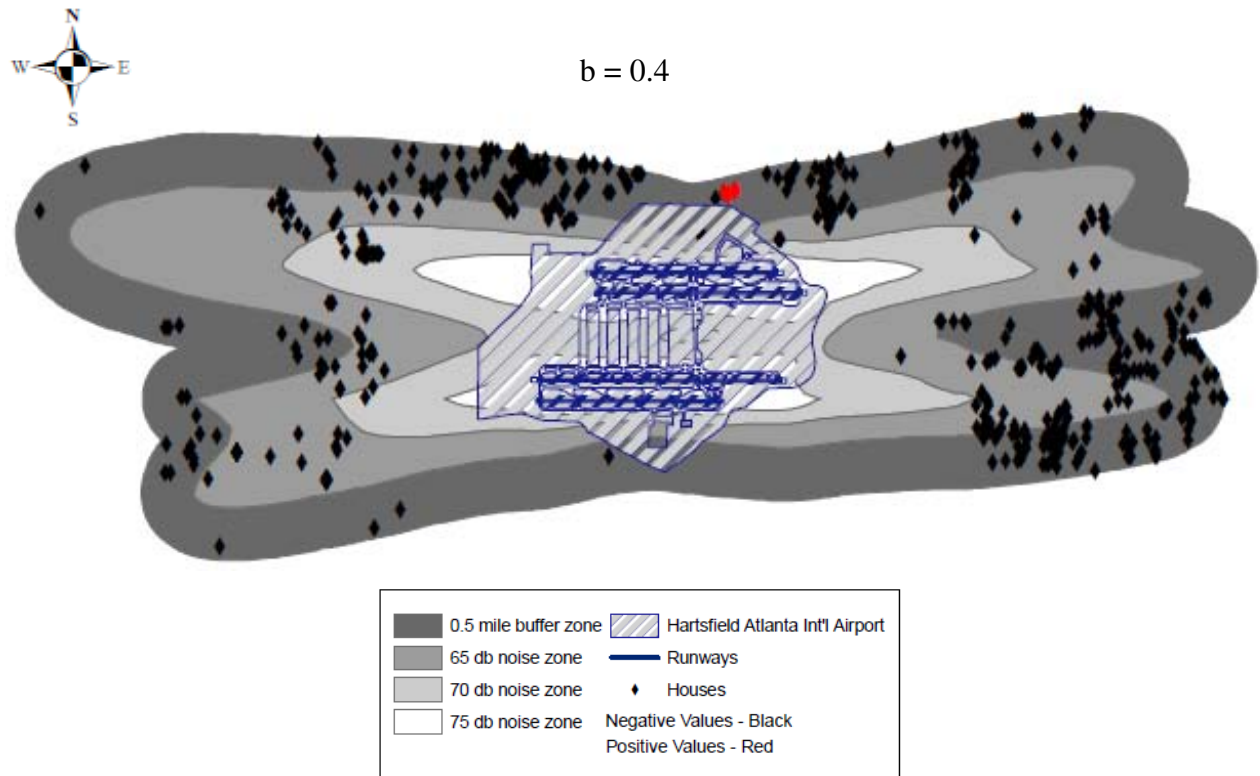 N
W E
S
b = 0.4
0.5 mile buffer zone Hartsfield Atlanta Int'l Airport
65 db noise zone Runways
70 db noise zone Houses
75 db noise zone Negative Values - Black
Positive Values - Red